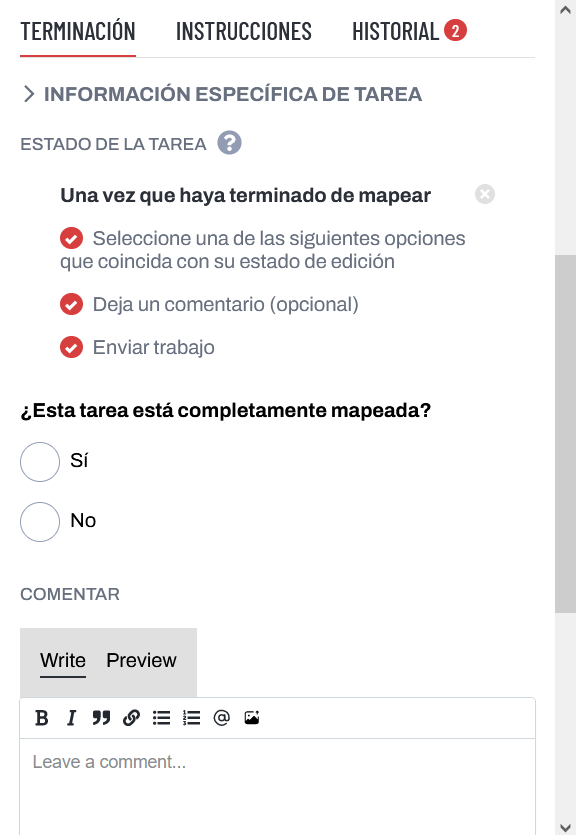 TERMINACIÓN INSTRUCCIONES HISTORIAL 2
INFORMACIÓN ESPECÍFICA DE TAREA
ESTADO DE LA TAREA ?
Una vez que haya terminado de mapear
Seleccione una de las siguientes opciones
que coincida con su estado de edición
Deja un comentario (opcional)
Enviar trabajo
¿Esta tarea está completamente mapeada?
Sí
No
COMENTAR
Write Preview
Leave a comment...